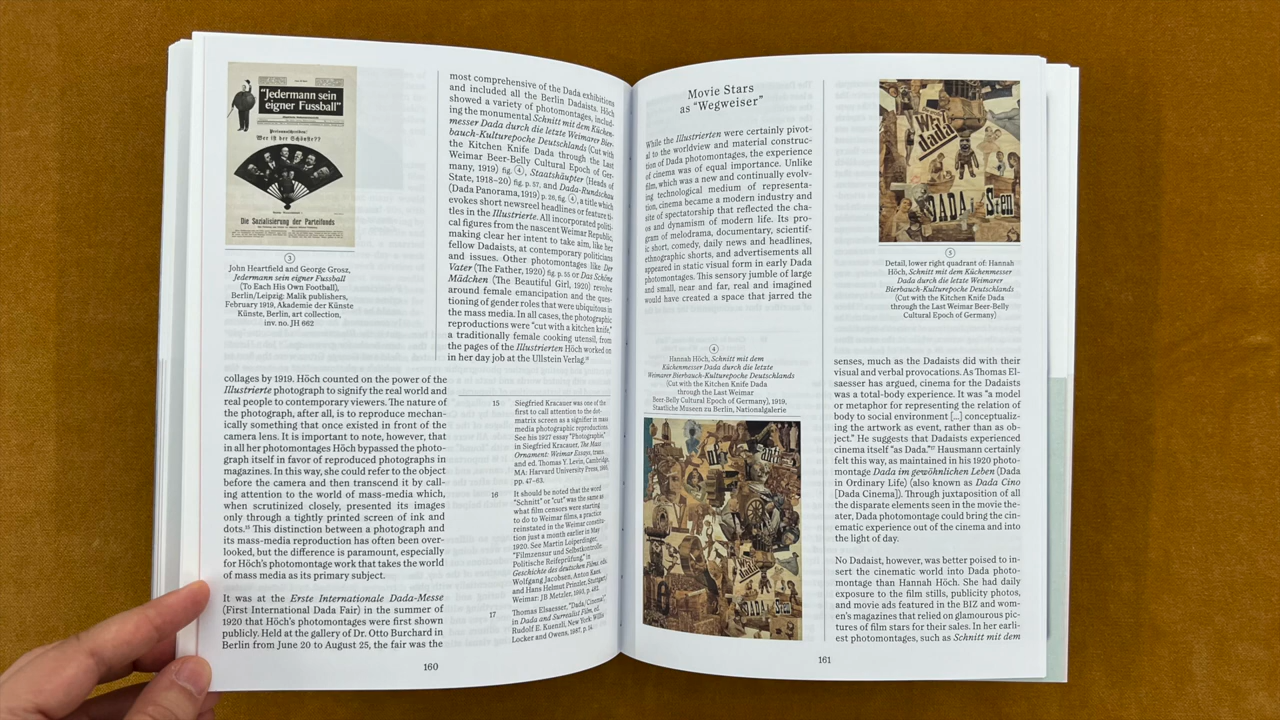 "Jedermann sein
eigner Fussball"
Preisausschreiben!
Wer ist der Schönste??
Die Sozialisierung der Parteifonds
③
John Heartfield and George Grosz,
Jedermann sein eigner Fussball
(To Each His Own Football),
Berlin/Leipzig: Malik publishers,
February 1919, Akademie der Künste
Künste, Berlin, art collection,
inv. no. JH 662
collages by 1919. Höch counted on the power of the
Illustrierte photograph to signify the real world and
real people to contemporary viewers. The nature of
the photograph, after all, is to reproduce mechan-
ically something that once existed in front of the
camera lens. It is important to note, however, that
in all her photomontages Höch bypassed the photo-
graph itself in favor of reproduced photographs in
magazines. In this way, she could refer to the object
before the camera and then transcend it by call-
ing attention to the world of mass-media which,
when scrutinized closely, presented its images
only through a tightly printed screen of ink and
dots.¹⁵ This distinction between a photograph and
its mass-media reproduction has often been over-
looked, but the difference is paramount, especially
for Höch's photomontage work that takes the world
of mass media as its primary subject.
It was at the Erste Internationale Dada-Messe
(First International Dada Fair) in the summer of
1920 that Höch's photomontages were first shown
publicly. Held at the gallery of Dr. Otto Burchard in
Berlin from June 20 to August 25, the fair was the
most comprehensive of the Dada exhibitions
and included all the Berlin Dadaists. Höch
showed a variety of photomontages, includ-
ing the monumental Schnitt mit dem Küchen-
messer Dada durch die letzte Weimarer Bier-
bauch-Kulturepoche Deutschlands (Cut with
the Kitchen Knife Dada through the Last
Weimar Beer-Belly Cultural Epoch of Ger-
many, 1919) fig. ④, Staatshäupter (Heads of
State, 1918–20) fig. p. 57, and Dada-Rundschau
(Dada Panorama, 1919) p. 26, fig. ④, a title which
evokes short newsreel headlines or feature ti-
tles in the Illustrierte. All incorporated politi-
cal figures from the nascent Weimar Republic,
making clear her intent to take aim, like her
fellow Dadaists, at contemporary politicians
and issues. Other photomontages like Der
Vater (The Father, 1920) fig. p. 55 or Das Schöne
Mädchen (The Beautiful Girl, 1920) revolve
around female emancipation and the ques-
tioning of gender roles that were ubiquitous in
the mass media. In all cases, the photographic
reproductions were "cut with a kitchen knife,"
a traditionally female cooking utensil, from
the pages of the Illustrierten Höch worked on
in her day job at the Ullstein Verlag.¹⁶
15 Siegfried Kracauer was one of the
first to call attention to the dot-
matrix screen as a signifier in mass
media photographic reproductions.
See his 1927 essay "Photographie"
in Siegfried Kracauer, The Mass
Ornament: Weimar Essays, trans.
and ed. Thomas Y. Levin, Cambridge,
MA: Harvard University Press, 1995,
pp. 47–63.
16 It should be noted that the word
"Schnitt" or "cut" was the same as
what film censors were starting
to do to Weimar films, a practice
reinstated in the Weimar constitu-
tion just a month earlier in May
1920. See Martin Loiperdinger,
"Filmzensur und Selbstkontrolle:
Politische Reifeprüfung," in
Geschichte des deutschen Films, eds.
Wolfgang Jacobsen, Anton Kaes,
and Hans Helmut Prinzler, Stuttgart/
Weimar: JB Metzler, 1993, p. 482.
17 Thomas Elsaesser, "Dada/Cinema?,"
in Dada and Surrealist Film, ed.
Rudolf E. Kuenzli, New York: Willis
Locker and Owens, 1987, p. 14.
160
Movie Stars
as "Wegweiser"
While the Illustrierten were certainly pivot-
al to the worldview and material construc-
tion of Dada photomontages, the experience
of cinema was of equal importance. Unlike
film, which was a new and continually evolv-
ing technological medium of representa-
tion, cinema became a modern industry and
site of spectatorship that reflected the cha-
os and dynamism of modern life. Its pro-
gram of melodrama, documentary, scientif-
ic short, comedy, daily news and headlines,
ethnographic shorts, and advertisements all
appeared in static visual form in early Dada
photomontages. This sensory jumble of large
and small, near and far, real and imagined
would have created a space that jarred the
④
Hannah Höch, Schnitt mit dem
Küchenmesser Dada durch die letzte
Weimarer Bierbauch-Kulturepoche Deutschlands
(Cut with the Kitchen Knife Dada
through the Last Weimar
Beer-Belly Cultural Epoch of Germany), 1919,
Staatliche Museen zu Berlin, Nationalgalerie
anti
dada
DADAisten
dada
DADAisten
⑤
Detail, lower right quadrant of: Hannah
Höch, Schnitt mit dem Küchenmesser
Dada durch die letzte Weimarer
Bierbauch-Kulturepoche Deutschlands
(Cut with the Kitchen Knife Dada
through the Last Weimar Beer-Belly
Cultural Epoch of Germany)
senses, much as the Dadaists did with their
visual and verbal provocations. As Thomas El-
saesser has argued, cinema for the Dadaists
was a total-body experience. It was "a model
or metaphor for representing the relation of
body to social environment [...] conceptualiz-
ing the artwork as event, rather than as ob-
ject." He suggests that Dadaists experienced
cinema itself "as Dada."¹⁷ Hausmann certainly
felt this way, as maintained in his 1920 photo-
montage Dada im gewöhnlichen Leben (Dada
in Ordinary Life) (also known as Dada Cino
[Dada Cinema]). Through juxtaposition of all
the disparate elements seen in the movie the-
ater, Dada photomontage could bring the cin-
ematic experience out of the cinema and into
the light of day.
No Dadaist, however, was better poised to in-
sert the cinematic world into Dada photo-
montage than Hannah Höch. She had daily
exposure to the film stills, publicity photos,
and movie ads featured in the BIZ and wom-
en's magazines that relied on glamourous pic-
tures of film stars for their sales. In her earli-
est photomontages, such as Schnitt mit dem
161